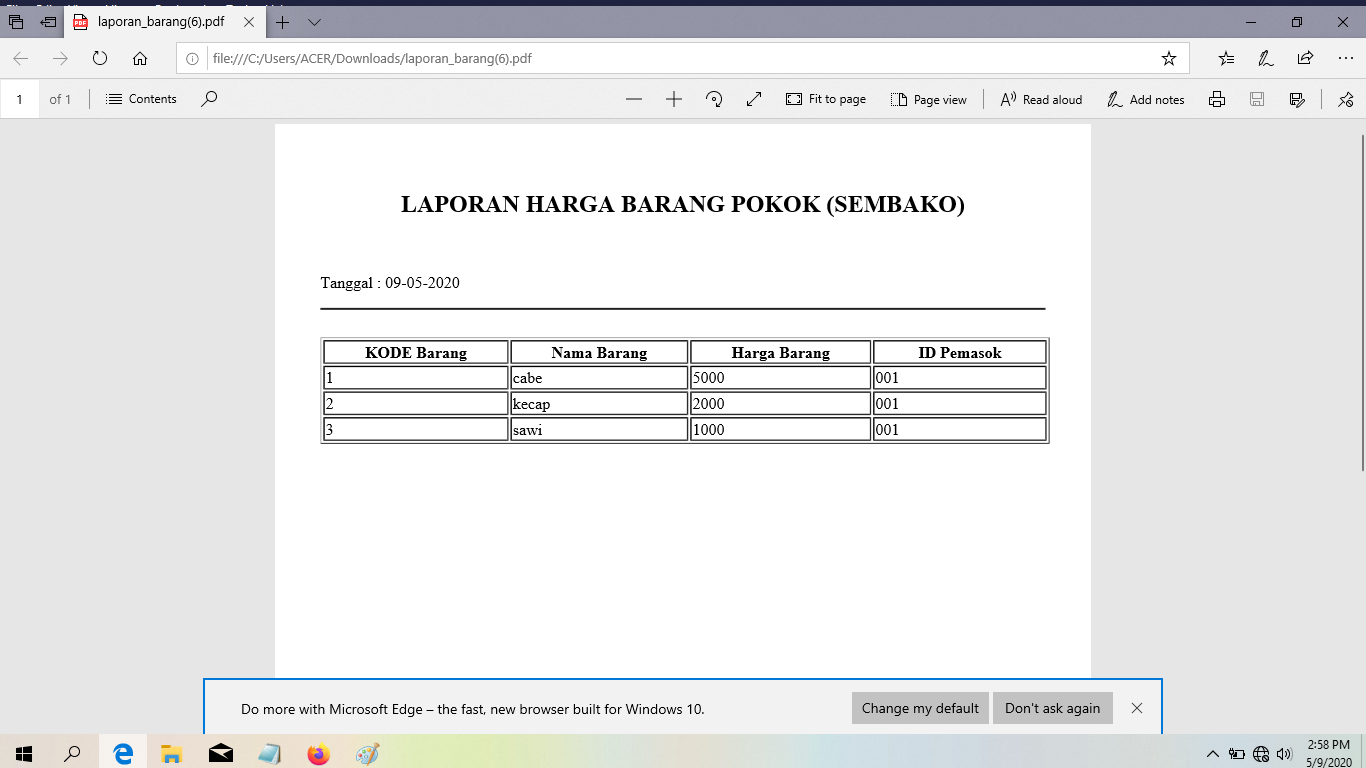 laporan_barang(6).pdf
file:///C:/Users/ACER/Downloads/laporan_barang(6).pdf
1 of 1 Contents Fit to page Page view Read aloud Add notes
LAPORAN HARGA BARANG POKOK (SEMBAKO)
Tanggal : 09-05-2020
KODE Barang Nama Barang Harga Barang ID Pemasok
1 cabe 5000 001
2 kecap 2000 001
3 sawi 1000 001
Do more with Microsoft Edge – the fast, new browser built for Windows 10. Change my default Don't ask again
2:58 PM
5/9/2020